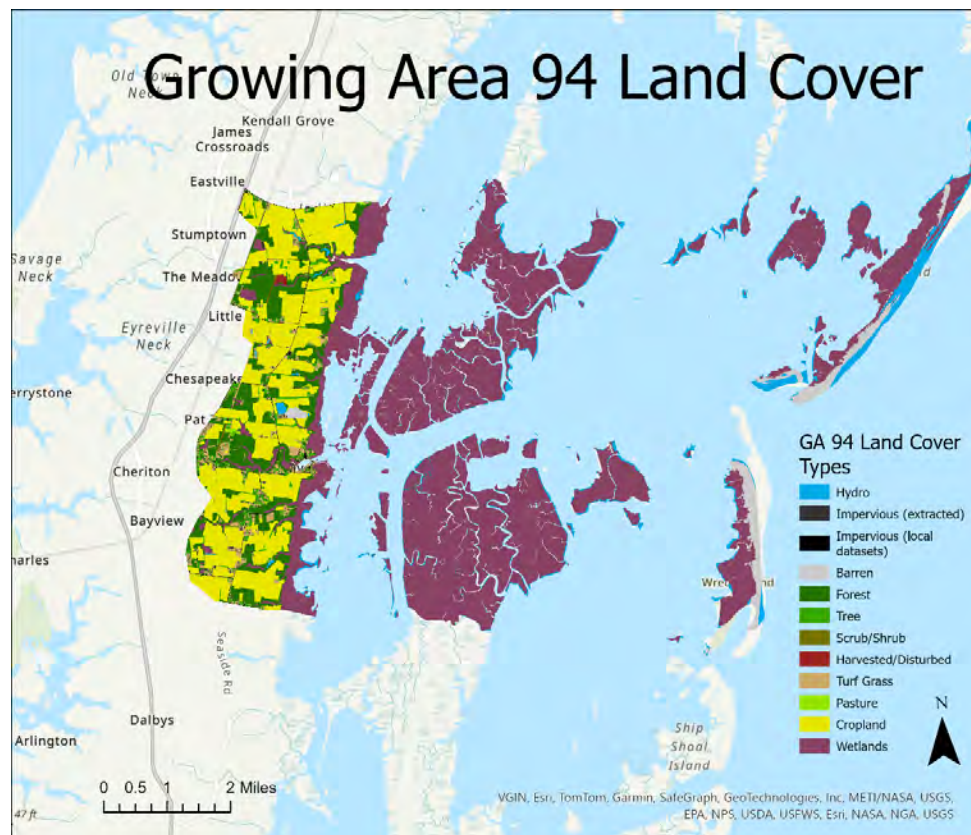 Growing Area 94 Land Cover
Old Town
Neck
Kendall Grove
James
Crossroads
Eastville
Stumptown
Savage
Neck
The Meadow
Little
Eyreville
Neck
Chesapeake
errystone
Pat
Cheriton
Bayview
harles
Seaside Rd
Dalbys
Arlington
Ship
Shoal
Island
GA 94 Land Cover
Types
Hydro
Impervious (extracted)
Impervious (local
datasets)
Barren
Forest
Tree
Scrub/Shrub
Harvested/Disturbed
Turf Grass
Pasture
Cropland
Wetlands
N
0 0.5 1 2 Miles
47 ft
VGIN, Esri, TomTom, Garmin, SafeGraph, GeoTechnologies, Inc, METI/NASA, USGS,
EPA, NPS, USDA, USFWS, Esri, NASA, NGA, USGS